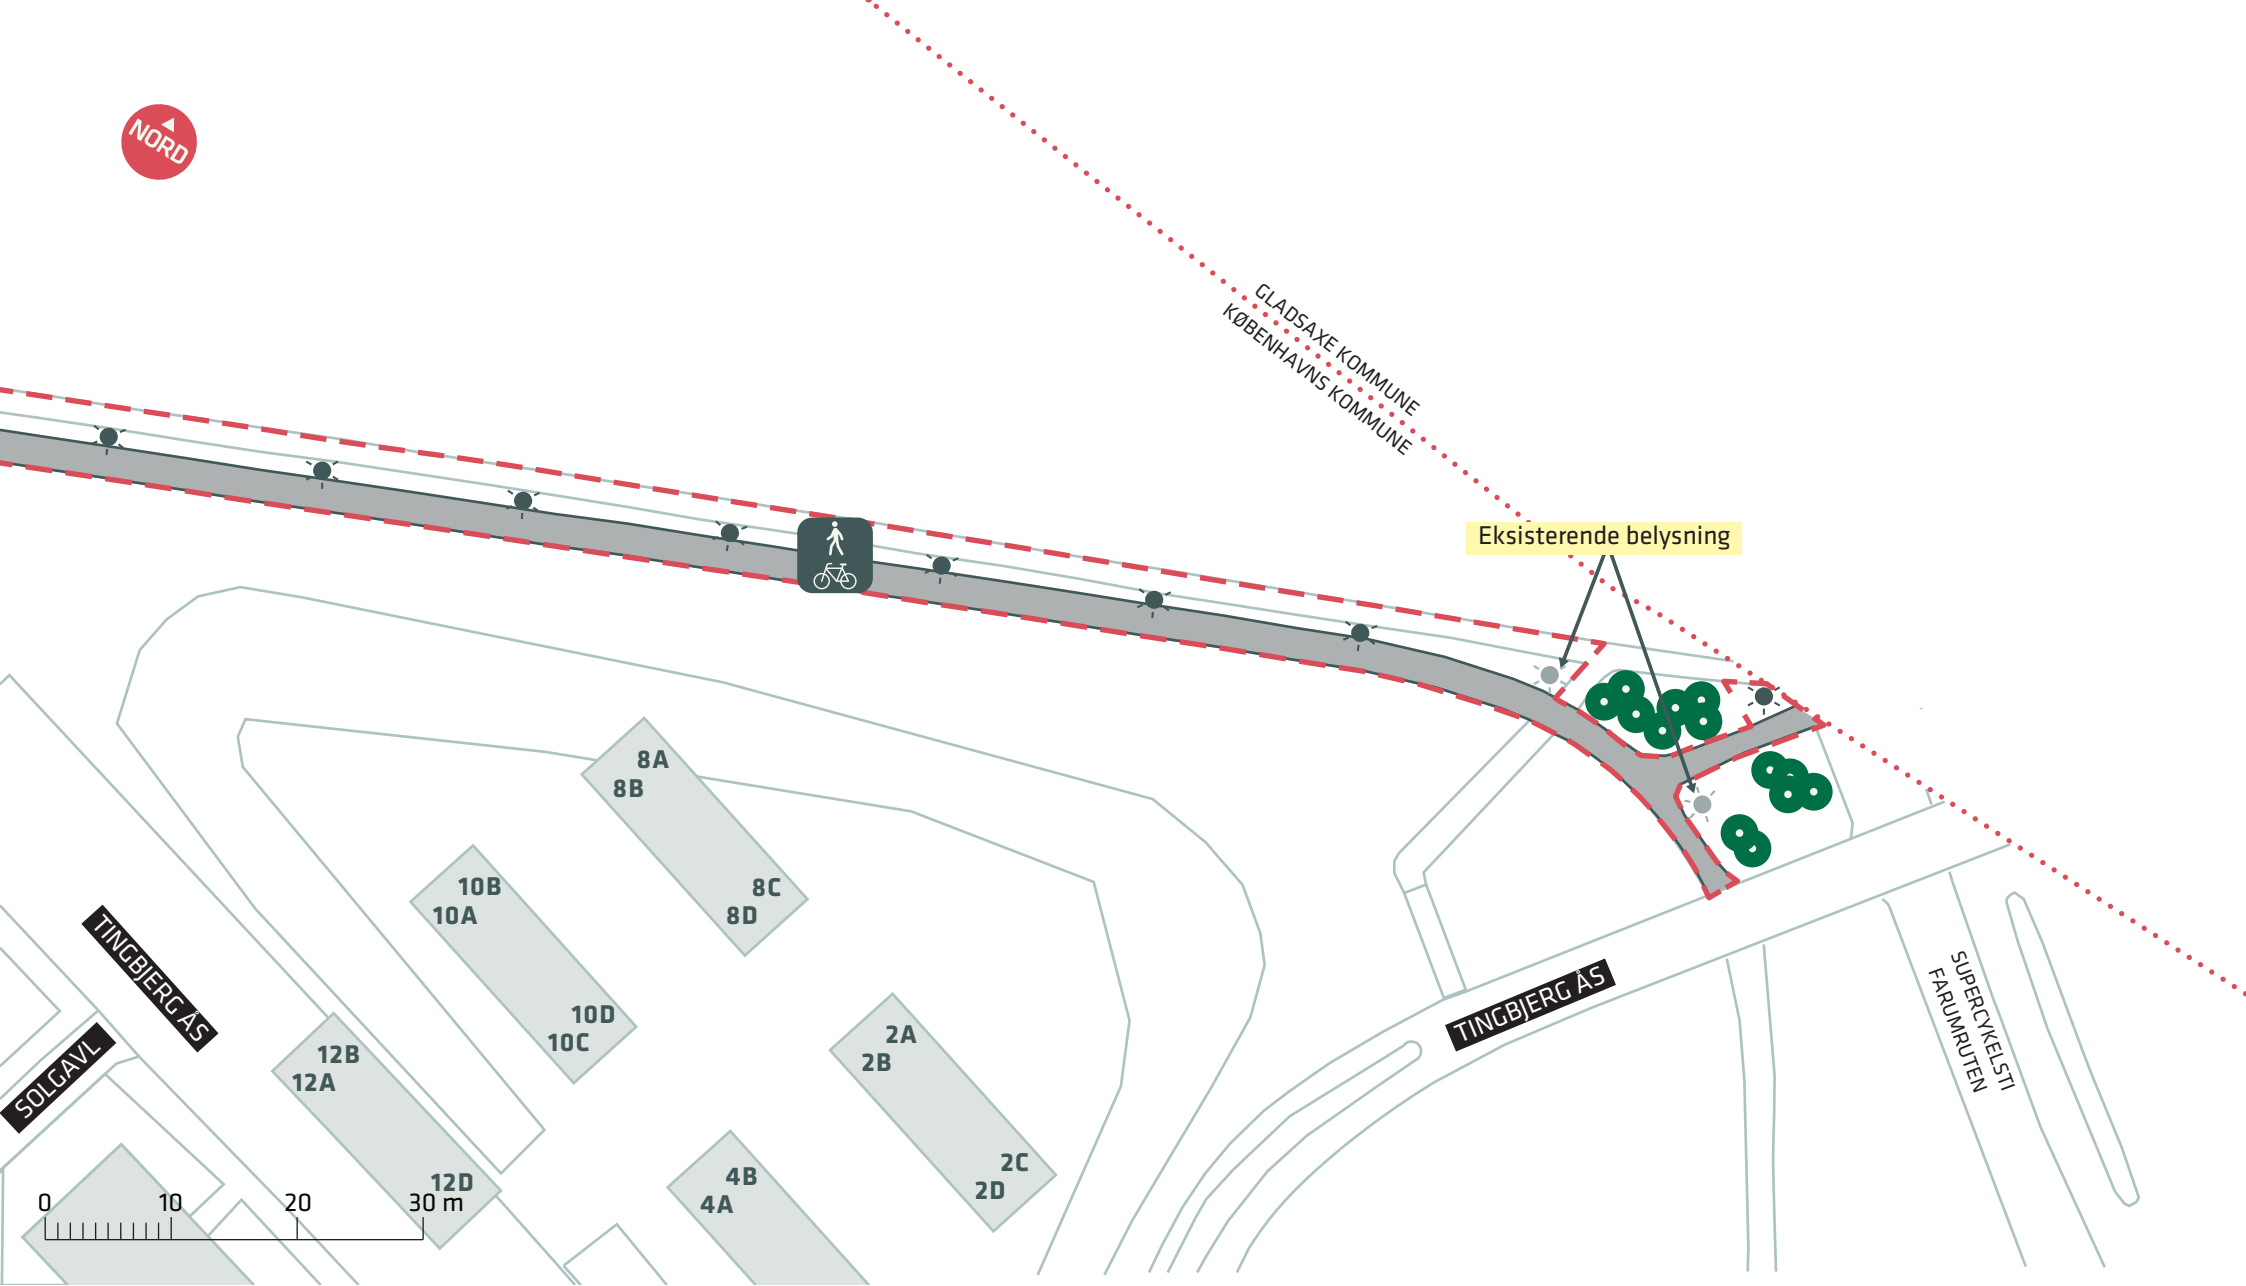 NORD
GLADSAXE KOMMUNE
KØBENHAVNS KOMMUNE
Eksisterende belysning
8A
8B
8C
8D
10B
10A
10D
10C
TINGBJERG ÅS
SOLGAVL
12B
12A
12D
2A
2B
2C
2D
4B
4A
TINGBJERG ÅS
SUPERCYKELSTI
FARUMRUTEN
0 10 20 30 m